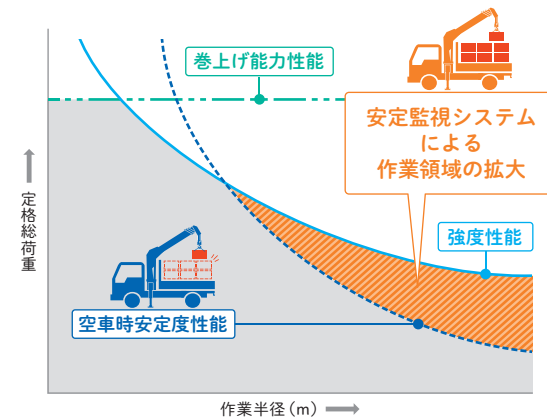 巻上げ能力性能
安定監視システム
による
作業領域の拡大
強度性能
定格総荷重
空車時安定度性能
作業半径（m）